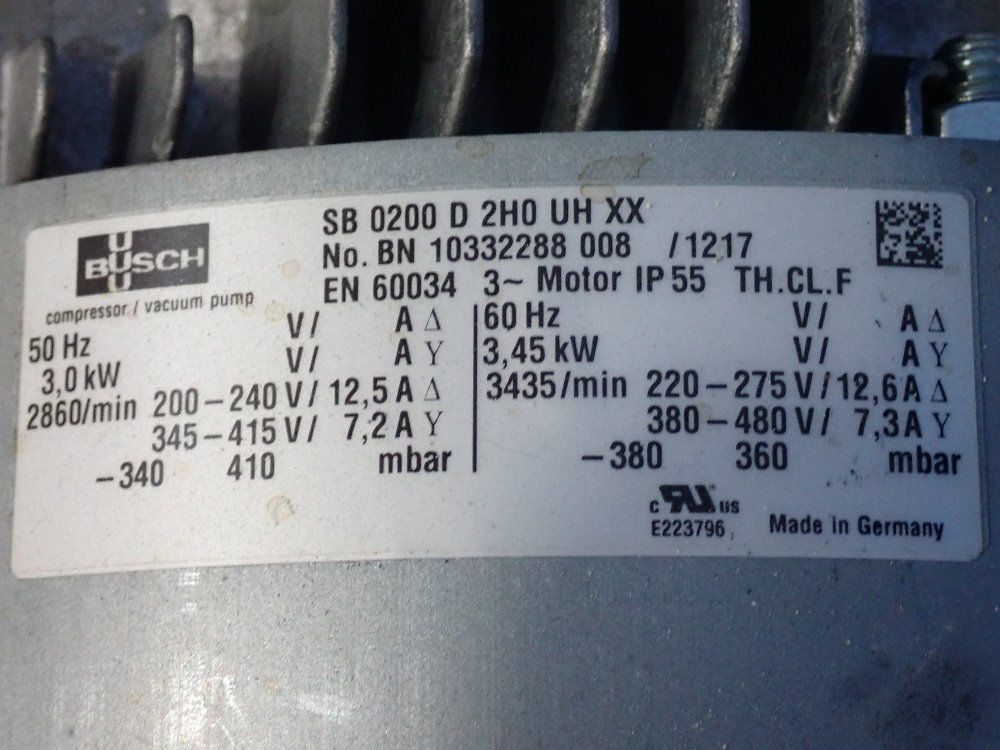 BUSCH
compressor / vacuum pump
SB 0200 D 2H0 UH XX
No. BN 10332288 008 /1217
EN 60034 3~ Motor IP 55 TH.CL.F
50 Hz V/ A Δ
3,0 kW V/ A Y
2860/min 200–240 V/ 12,5 A Δ
345–415 V/ 7,2 A Y
–340 410 mbar
60 Hz V/ A Δ
3,45 kW V/ A Y
3435/min 220–275 V/ 12,6 A Δ
380–480 V/ 7,3 A Y
–380 360 mbar
c RU us
E223796
Made in Germany